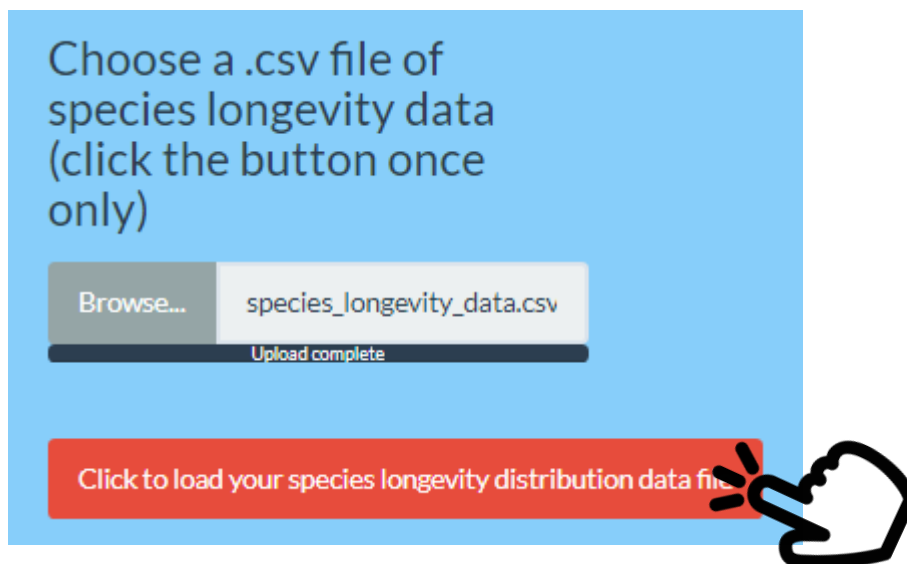 Choose a .csv file of
species longevity data
(click the button once
only)
Browse...
species_longevity_data.csv
Upload complete
Click to load your species longevity distribution data file